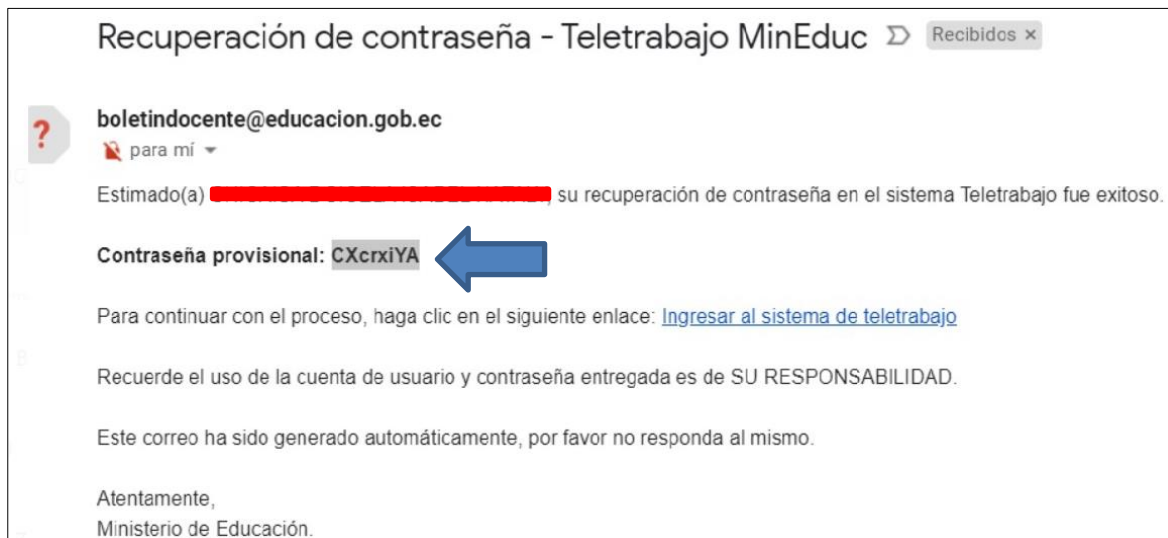 Recuperación de contraseña - Teletrabajo MinEduc Recibidos ×
?
boletindocente@educacion.gob.ec
para mí
Estimado(a) , su recuperación de contraseña en el sistema Teletrabajo fue exitoso.
Contraseña provisional: CXcrxiYA
Para continuar con el proceso, haga clic en el siguiente enlace: Ingresar al sistema de teletrabajo
Recuerde el uso de la cuenta de usuario y contraseña entregada es de SU RESPONSABILIDAD.
Este correo ha sido generado automáticamente, por favor no responda al mismo.
Atentamente,
Ministerio de Educación.